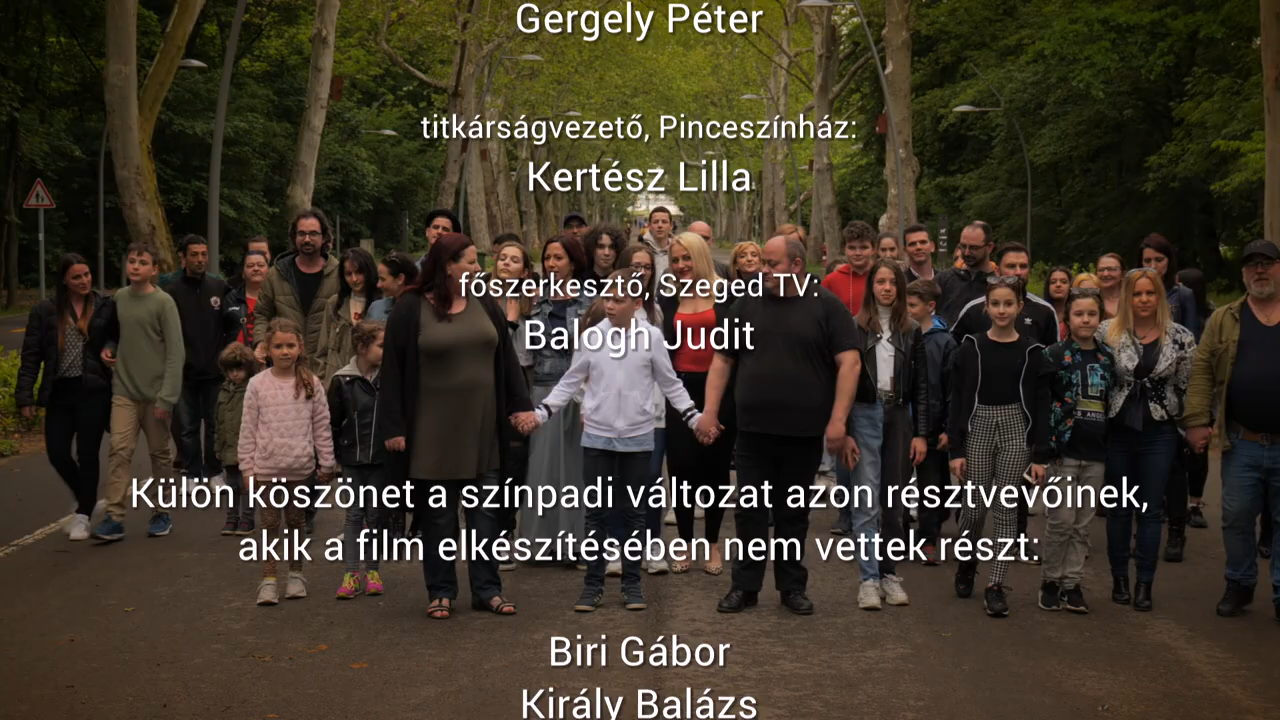 Gergely Péter
titkárságvezető, Pinceszínház:
Kertész Lilla
főszerkesztő, Szeged TV:
Balogh Judit
Külön köszönet a színpadi változat azon résztvevőinek,
akik a film elkészítésében nem vettek részt:
Biri Gábor
Király Balázs